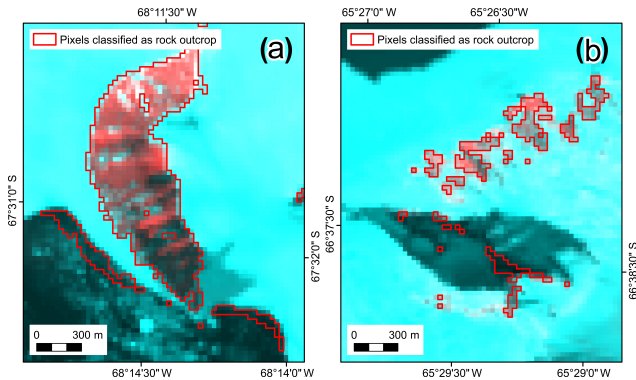 68°11'30" W
65°27'0" W
65°26'30" W
Pixels classified as rock outcrop
(a)
Pixels classified as rock outcrop
(b)
67°31'0" S
67°32'0" S
66°37'30" S
66°38'30" S
0 300 m
0 300 m
68°14'30" W
68°14'0" W
65°29'30" W
65°29'0" W